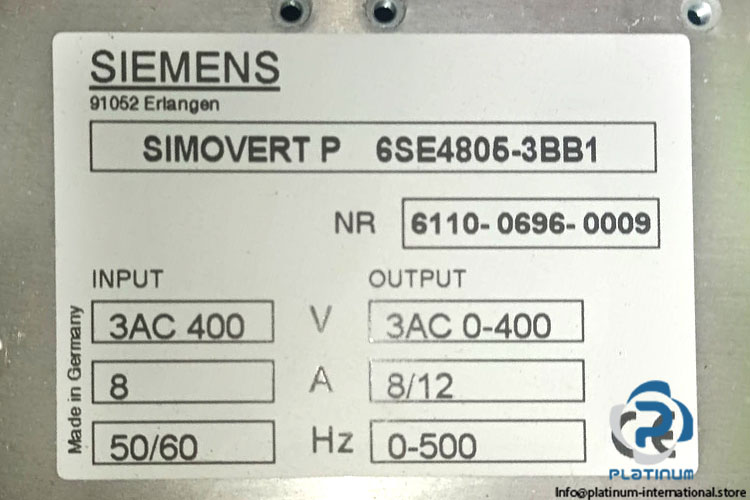 SIEMENS
91052 Erlangen
SIMOVERT P 6SE4805-3BB1
NR 6110-0696-0009
INPUT OUTPUT
3AC 400 V 3AC 0-400
8 A 8/12
50/60 Hz 0-500
Made in Germany
PLATINUM
Info@platinum-international.store